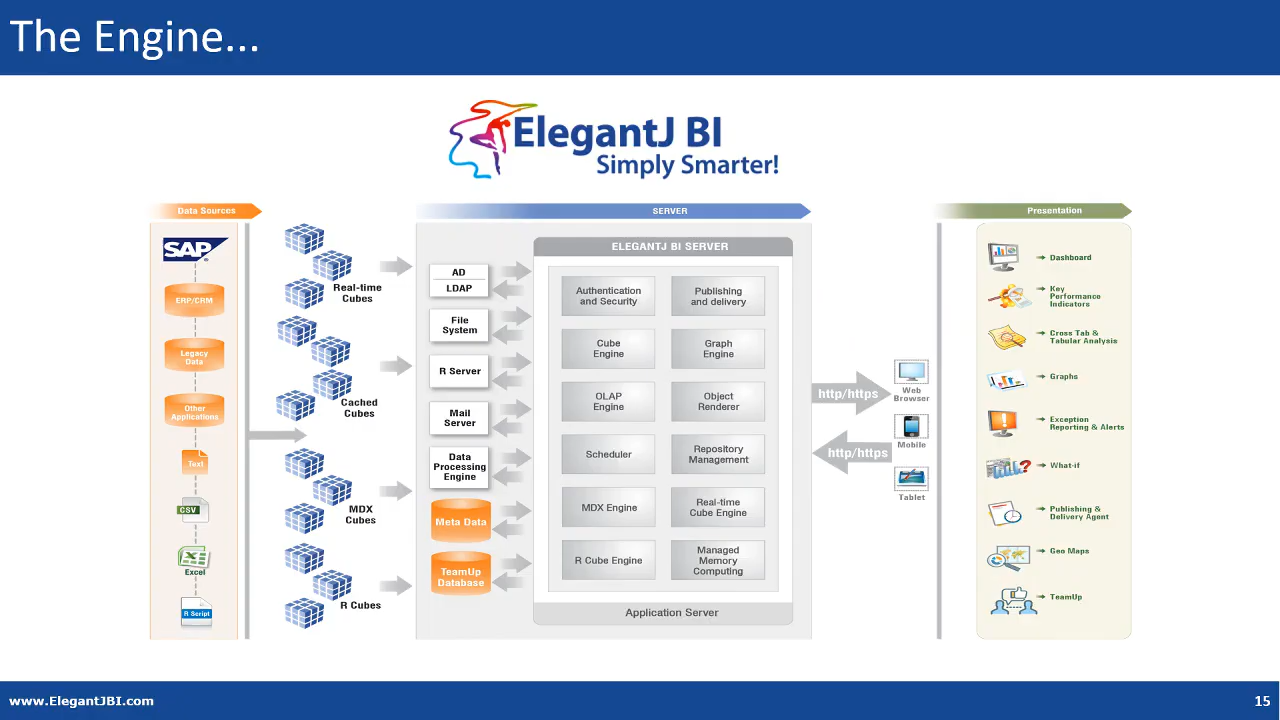 The Engine...
ElegantJ BI
Simply Smarter!
Data Sources
SAP
ERP/CRM
Legacy
Data
Other
Applications
Text
CSV
Excel
R Script
Real-time
Cubes
Cached
Cubes
MDX
Cubes
R Cubes
SERVER
AD
LDAP
File
System
R Server
Mail
Server
Data
Processing
Engine
Meta Data
TeamUp
Database
ELEGANTJ BI SERVER
Authentication
and Security
Publishing
and delivery
Cube
Engine
Graph
Engine
OLAP
Engine
Object
Renderer
Scheduler
Repository
Management
MDX Engine
Real-time
Cube Engine
R Cube Engine
Managed
Memory
Computing
Application Server
http/https
http/https
Web
Browser
Mobile
Tablet
Presentation
Dashboard
Key
Performance
Indicators
Cross Tab &
Tabular Analysis
Graphs
Exception
Reporting & Alerts
What-if
Publishing &
Delivery Agent
Geo Maps
TeamUp
www.ElegantJBI.com
15